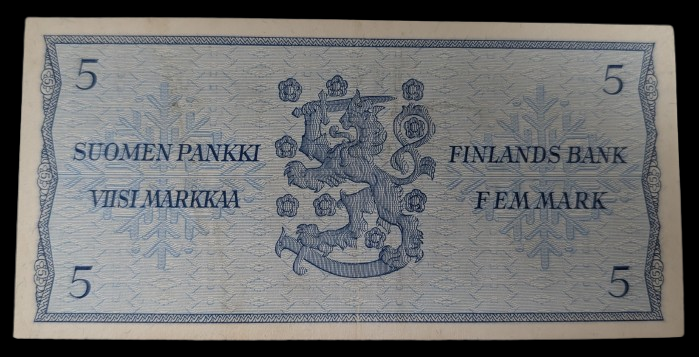 5 5
SUOMEN PANKKI FINLANDS BANK
VIISI MARKKAA FEM MARK
5 5